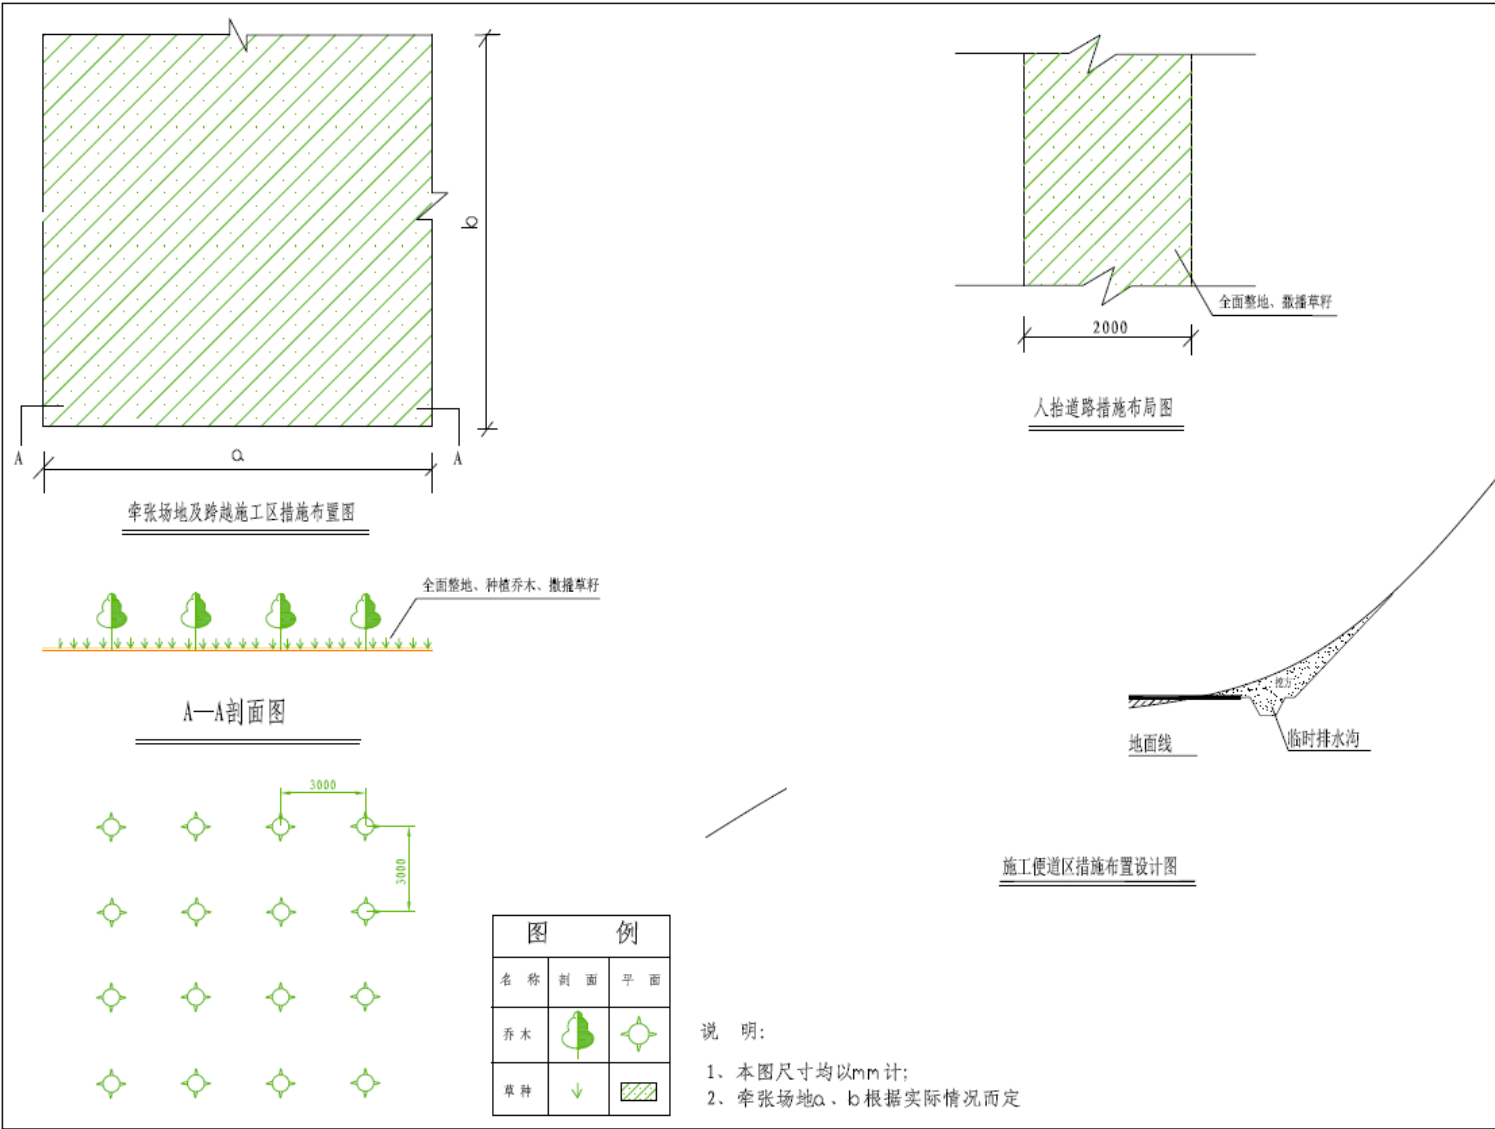 b
2000
全面整地、撒播草籽
人抬道路措施布局图
A
a
A
牵张场地及跨越施工区措施布置图
全面整地、种植乔木、撒播草籽
A—A剖面图
挖方
地面线
临时排水沟
3000
3000
施工便道区措施布置设计图
图 例
名 称 剖 面 平 面
乔 木
草 种
说 明：
1、本图尺寸均以mm计；
2、牵张场地a、b根据实际情况而定